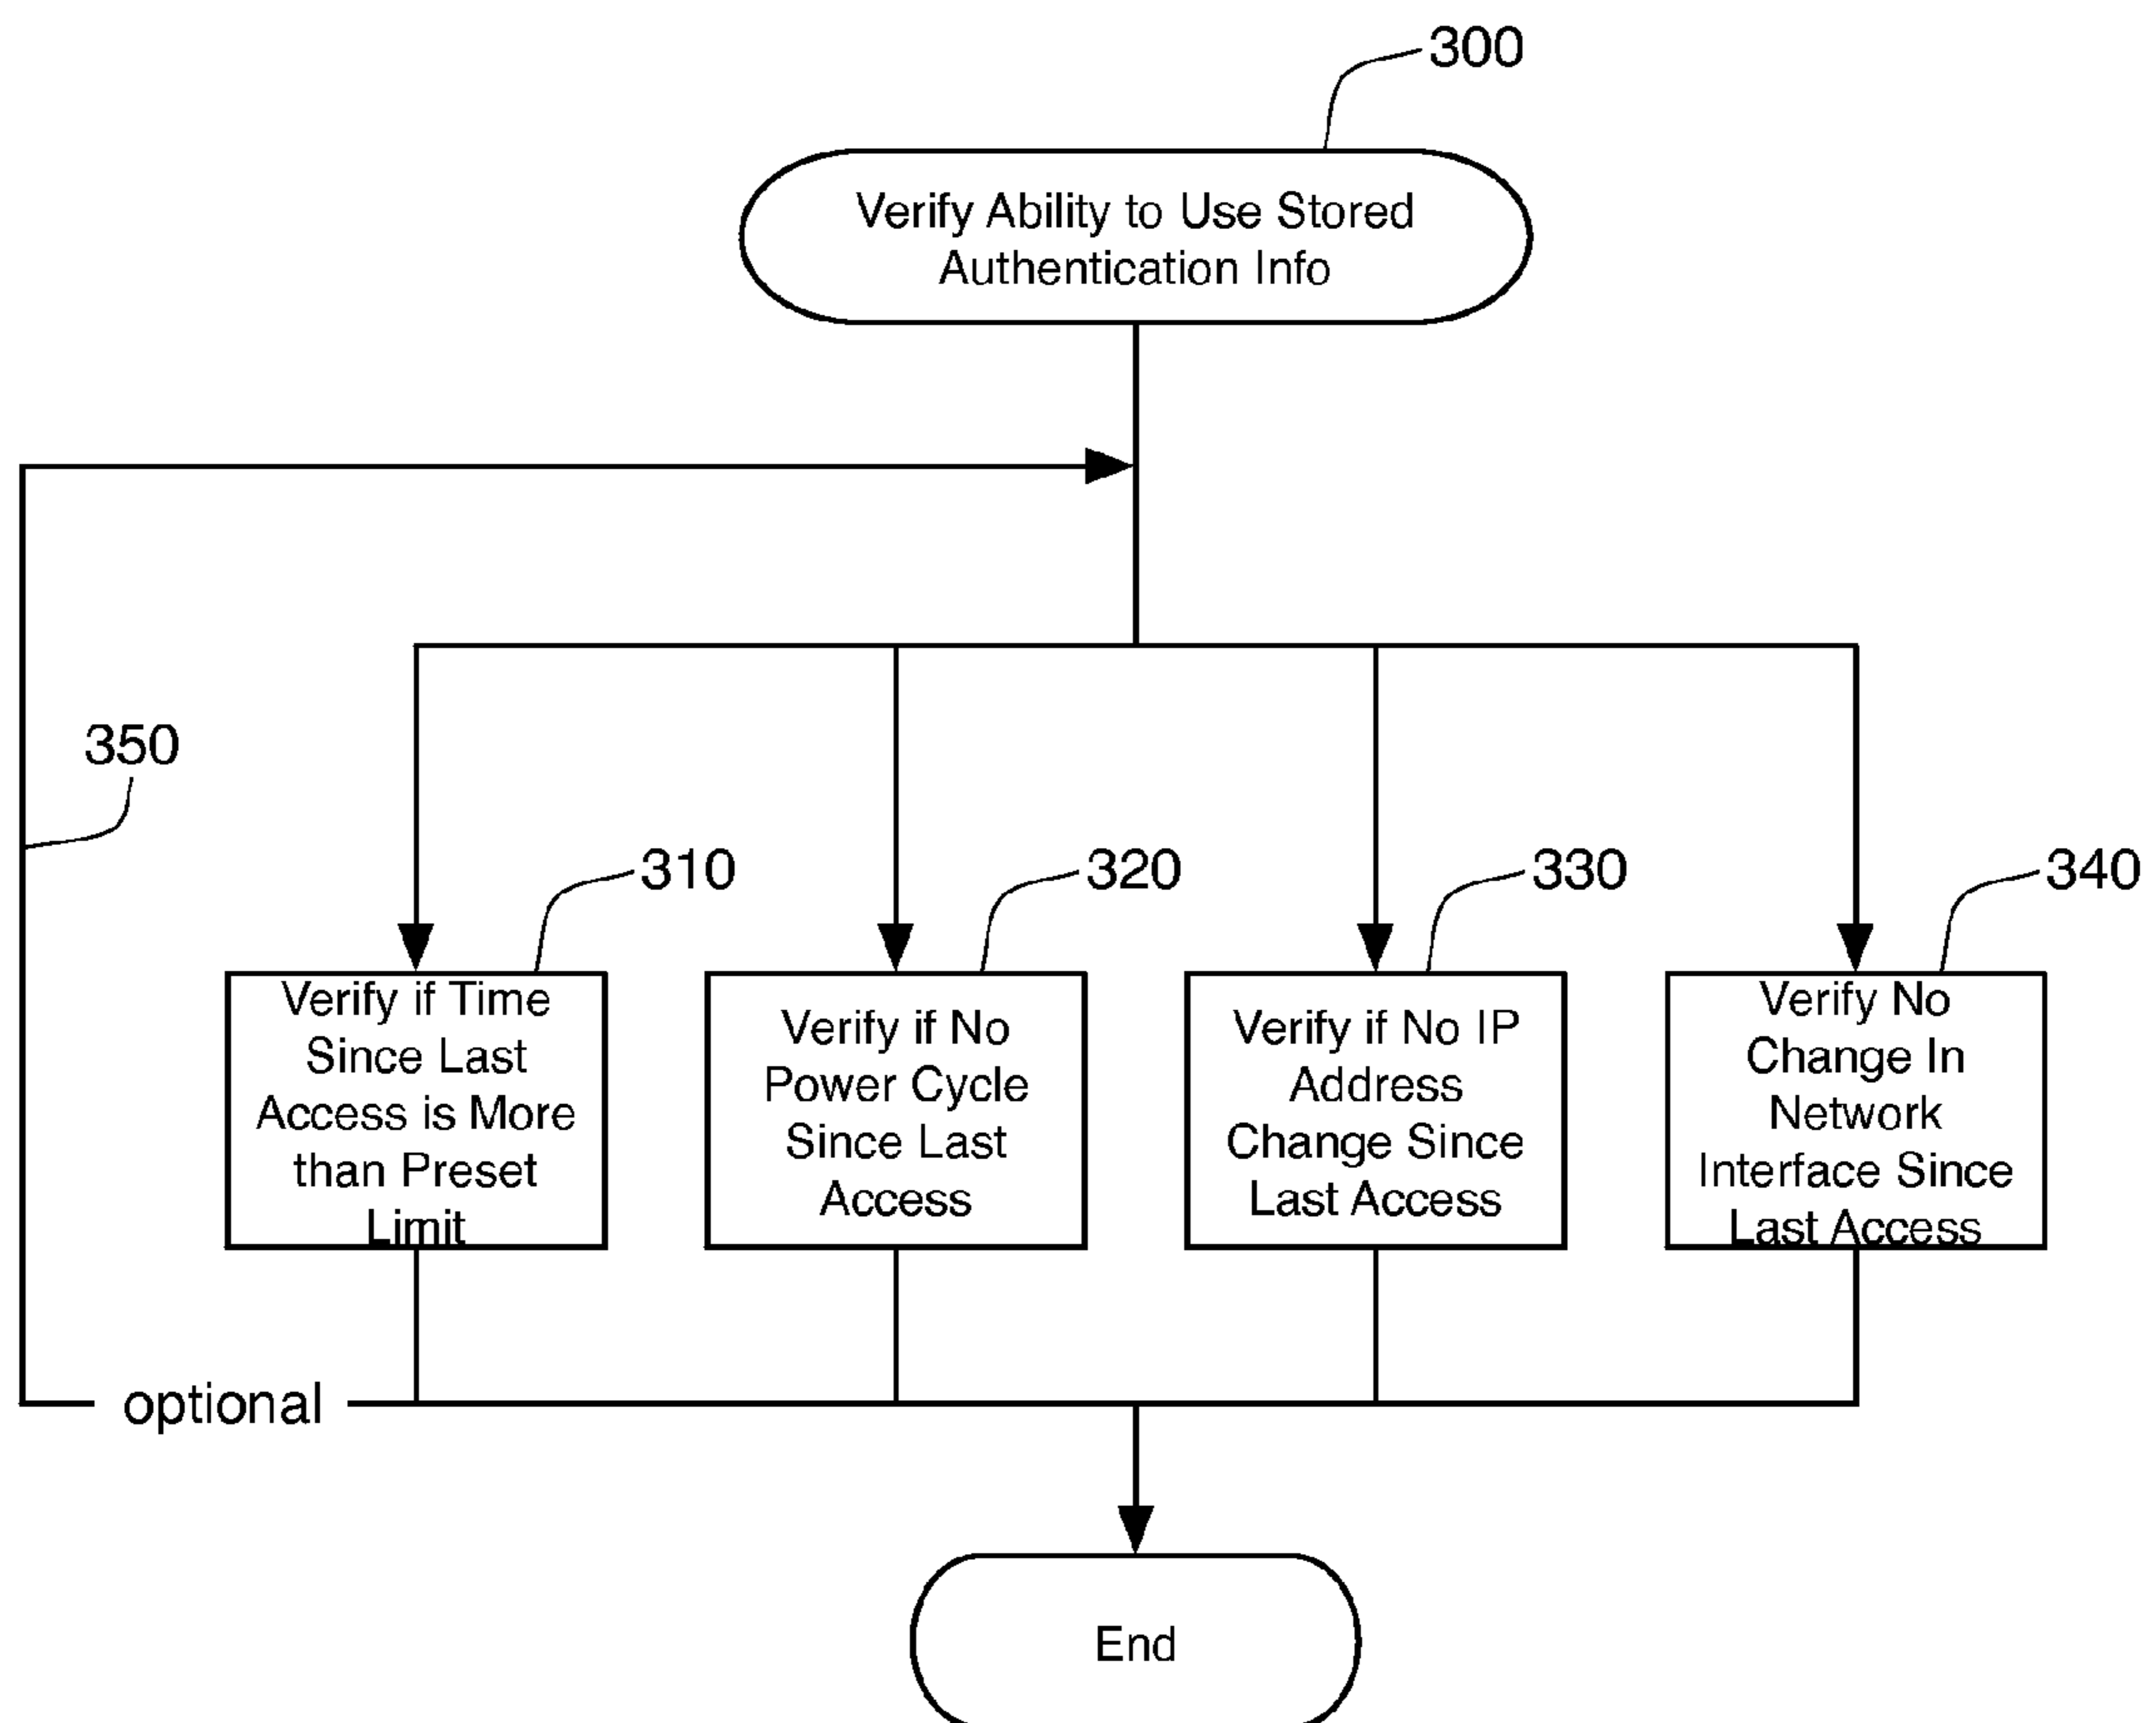 300
Verify Ability to Use Stored
Authentication Info
350
310
320
330
340
Verify if Time
Since Last
Access is More
than Preset
Limit
Verify if No
Power Cycle
Since Last
Access
Verify if No IP
Address
Change Since
Last Access
Verify No
Change In
Network
Interface Since
Last Access
optional
End